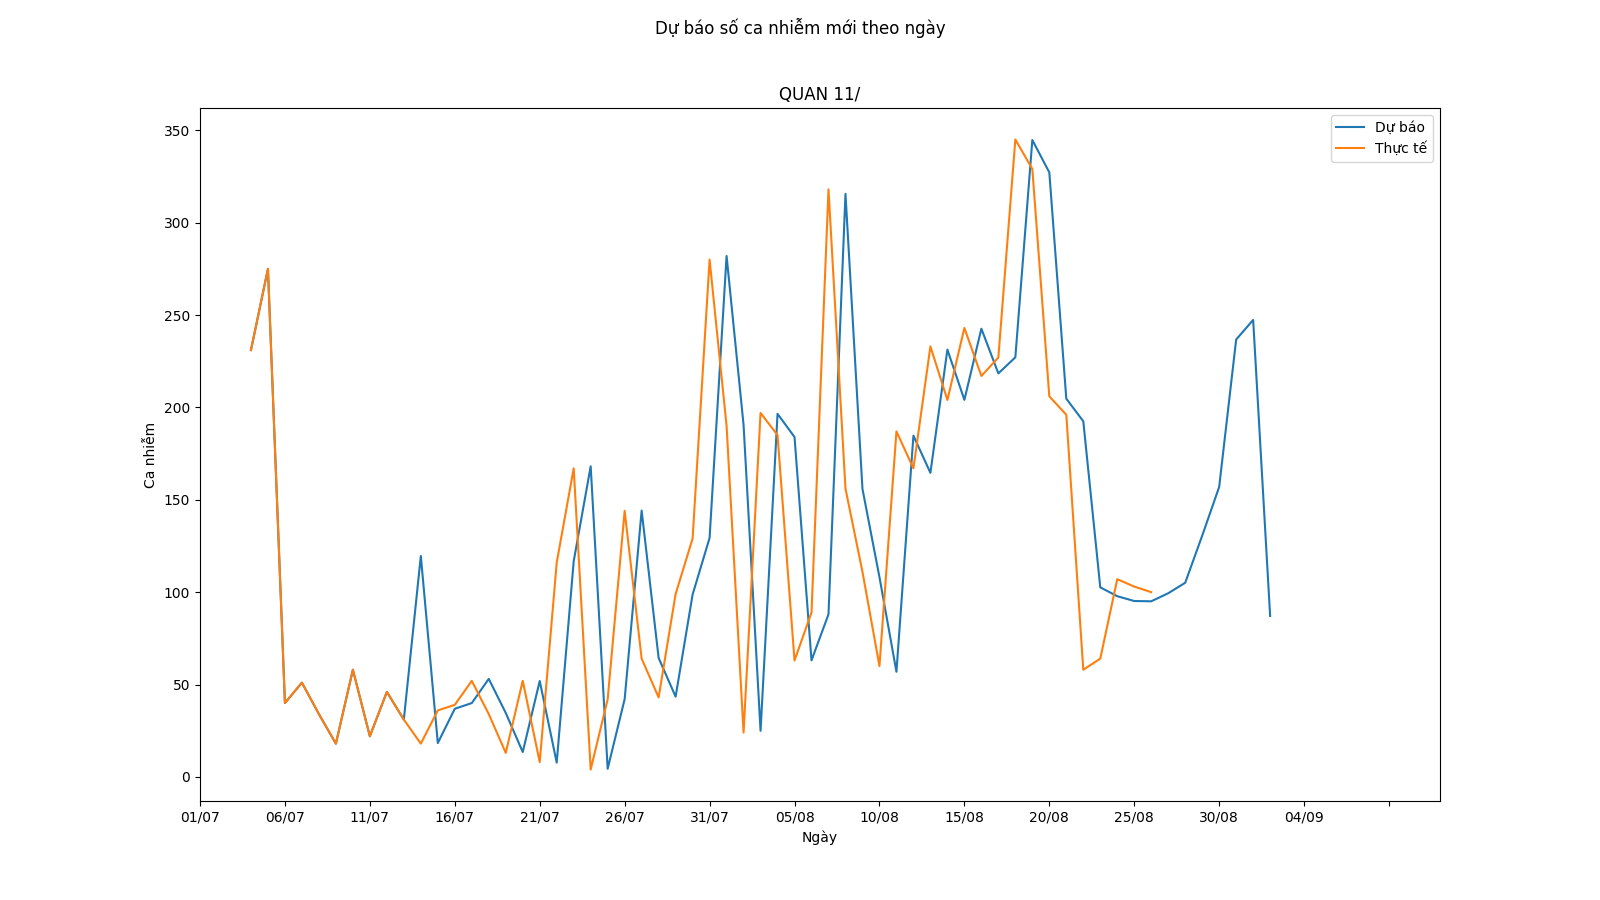 Dự báo số ca nhiễm mới theo ngày
QUAN 11/
Dự báo
Thực tế
350
300
250
200
150
100
50
0
Ca nhiễm
01/07 06/07 11/07 16/07 21/07 26/07 31/07 05/08 10/08 15/08 20/08 25/08 30/08 04/09
Ngày